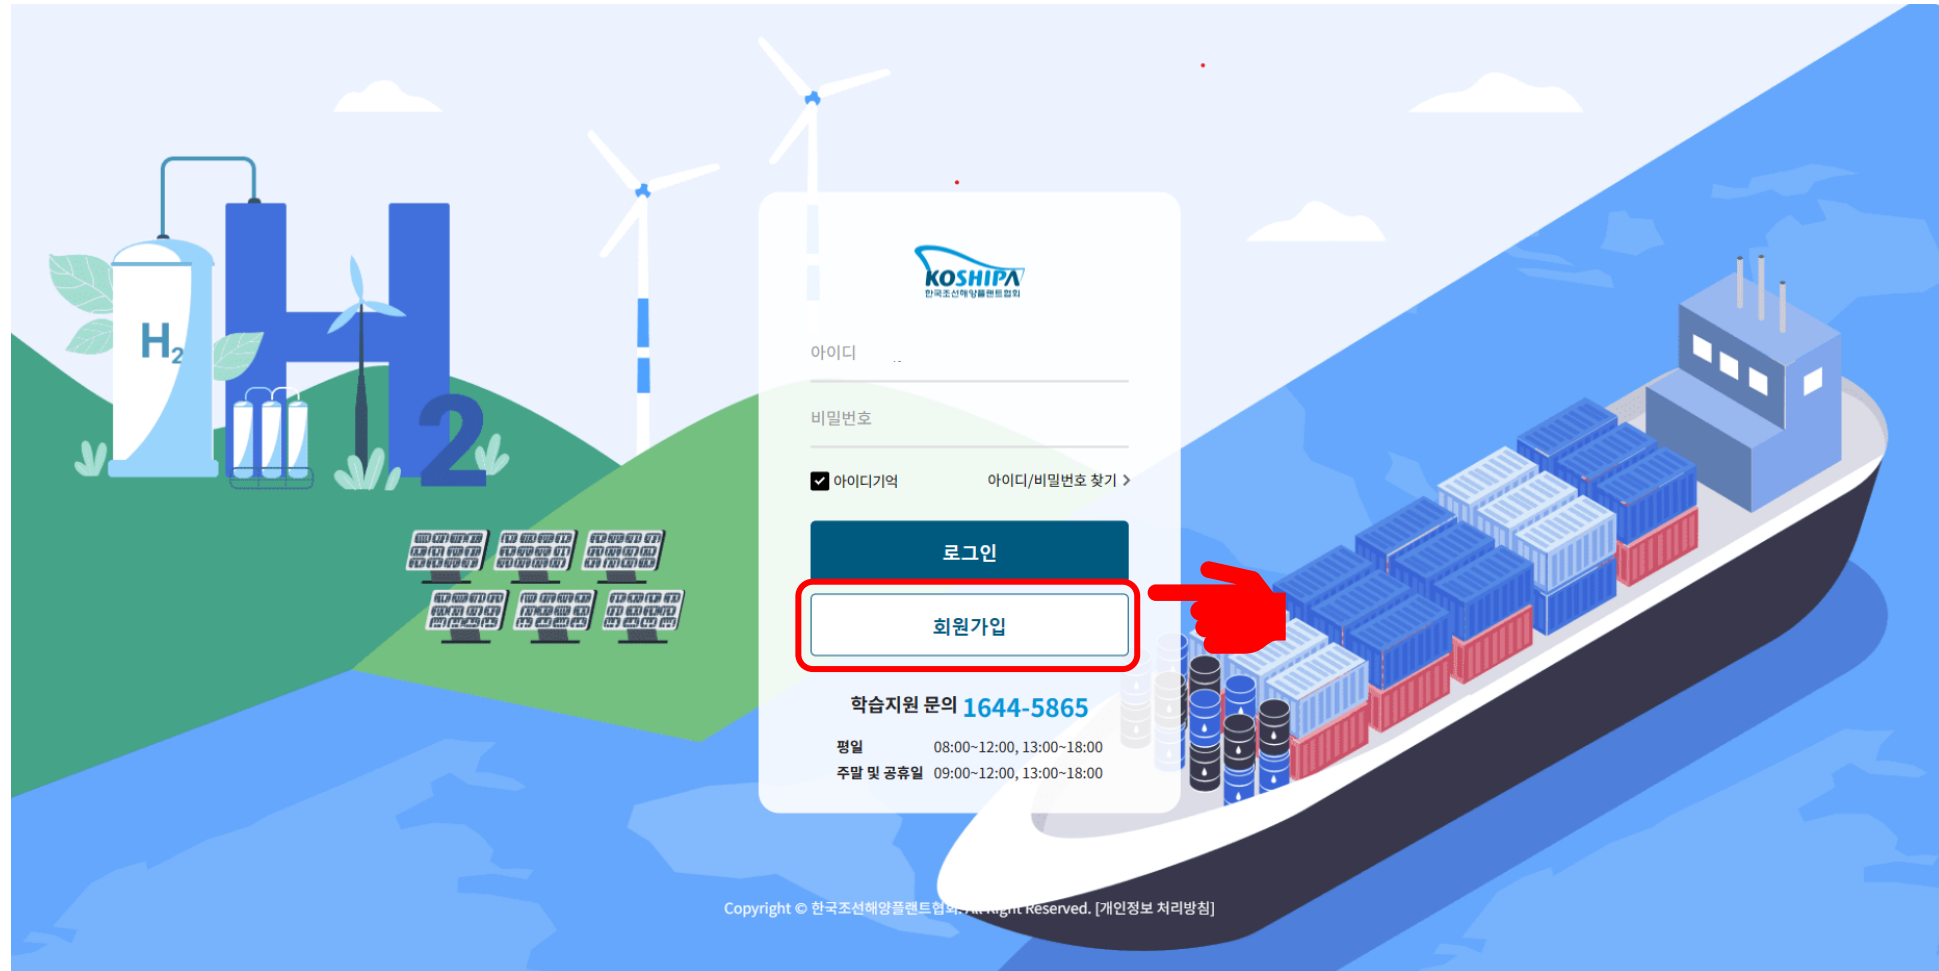 H₂
H
2
KOSHIPA
한국조선해양플랜트협회
아이디
비밀번호
아이디기억
아이디/비밀번호 찾기 >
로그인
회원가입
학습지원 문의 1644-5865
평일 08:00~12:00, 13:00~18:00
주말 및 공휴일 09:00~12:00, 13:00~18:00
Copyright © 한국조선해양플랜트협회. All Right Reserved. [개인정보 처리방침]